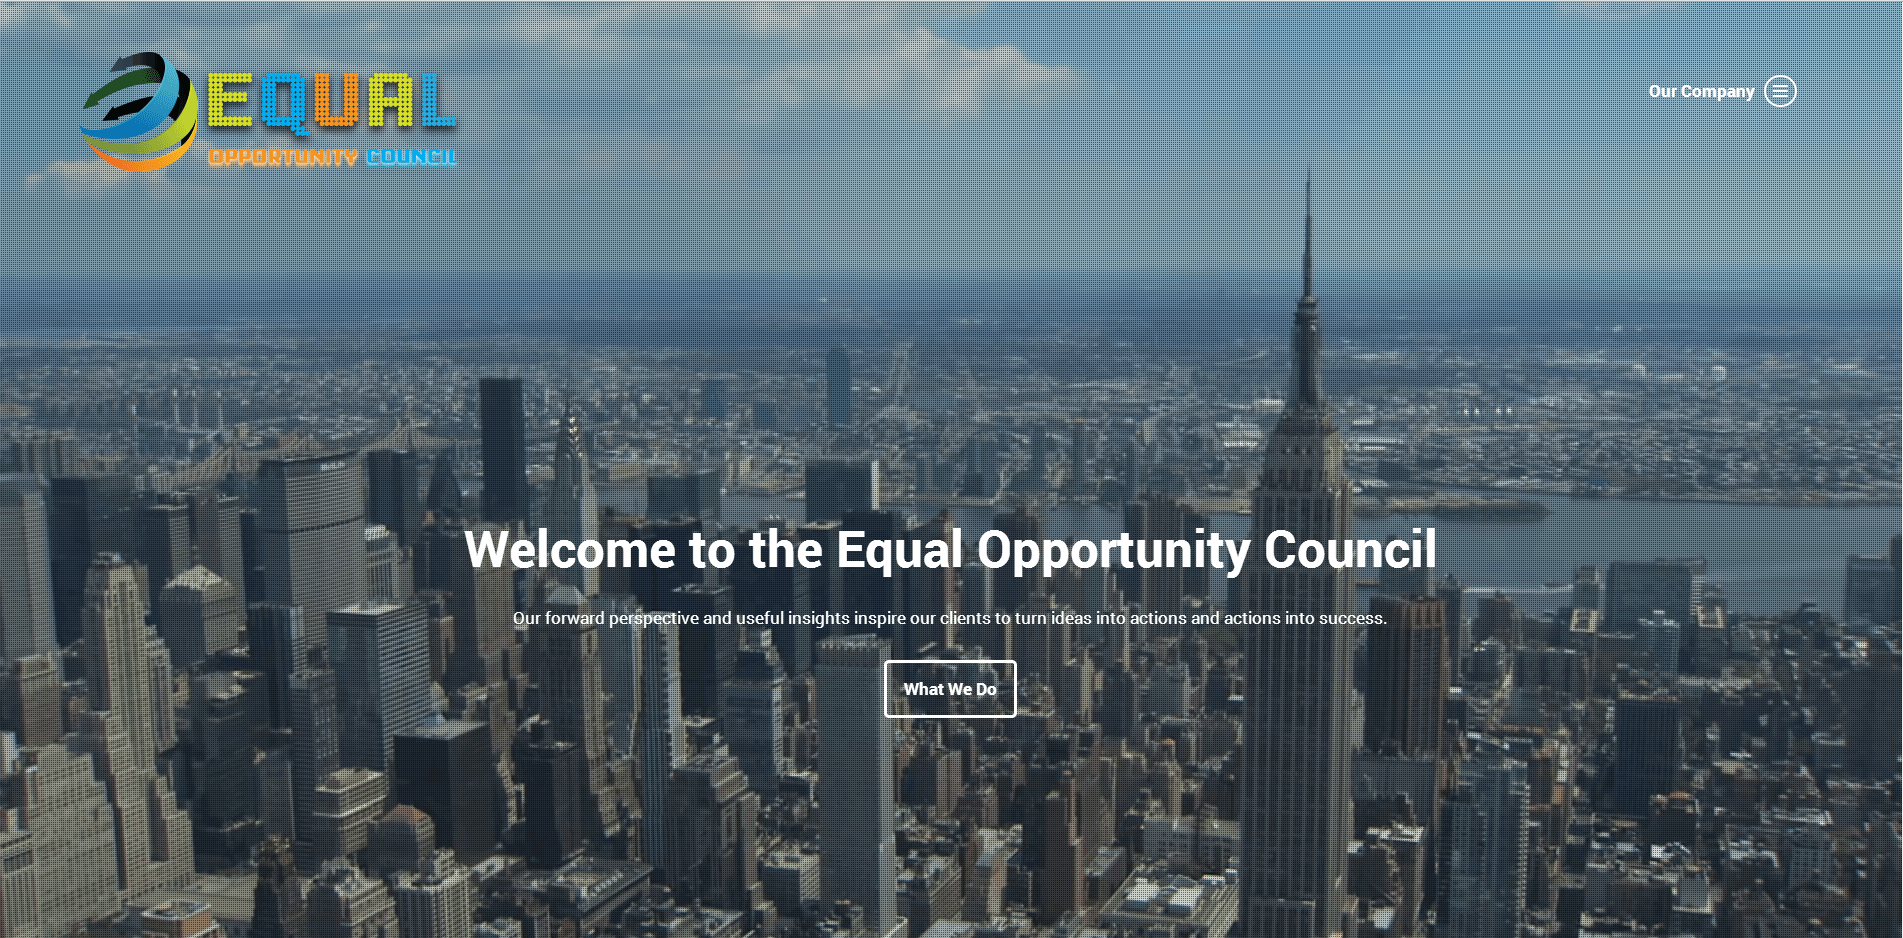 EQUAL
OPPORTUNITY COUNCIL
Our Company
Welcome to the Equal Opportunity Council
Our forward perspective and useful insights inspire our clients to turn ideas into actions and actions into success.
What We Do